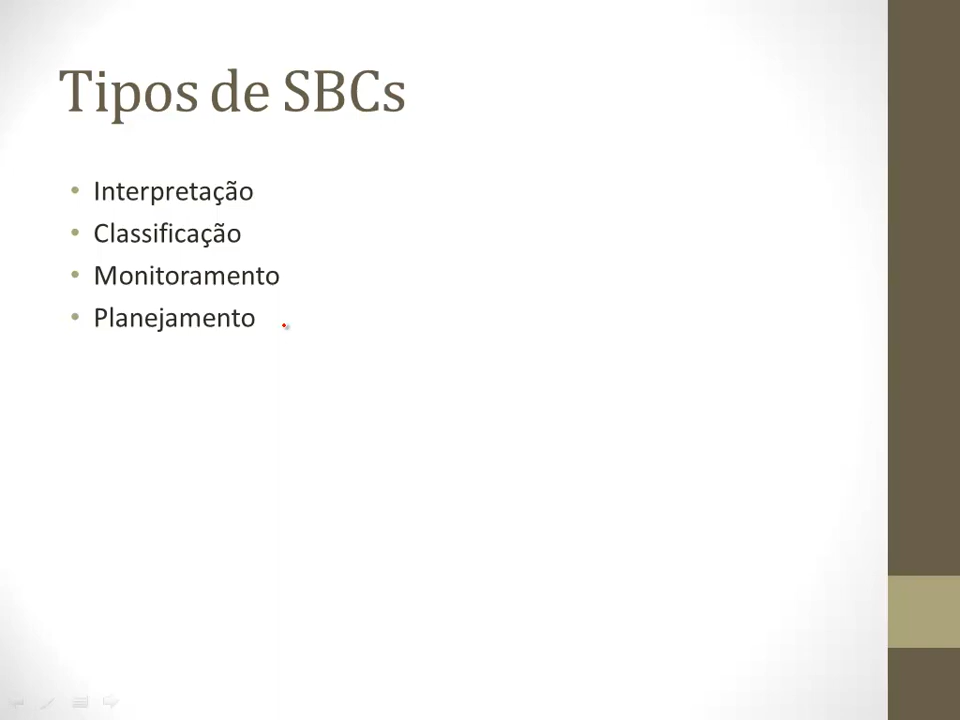 Tipos de SBCs
• Interpretação
• Classificação
• Monitoramento
• Planejamento